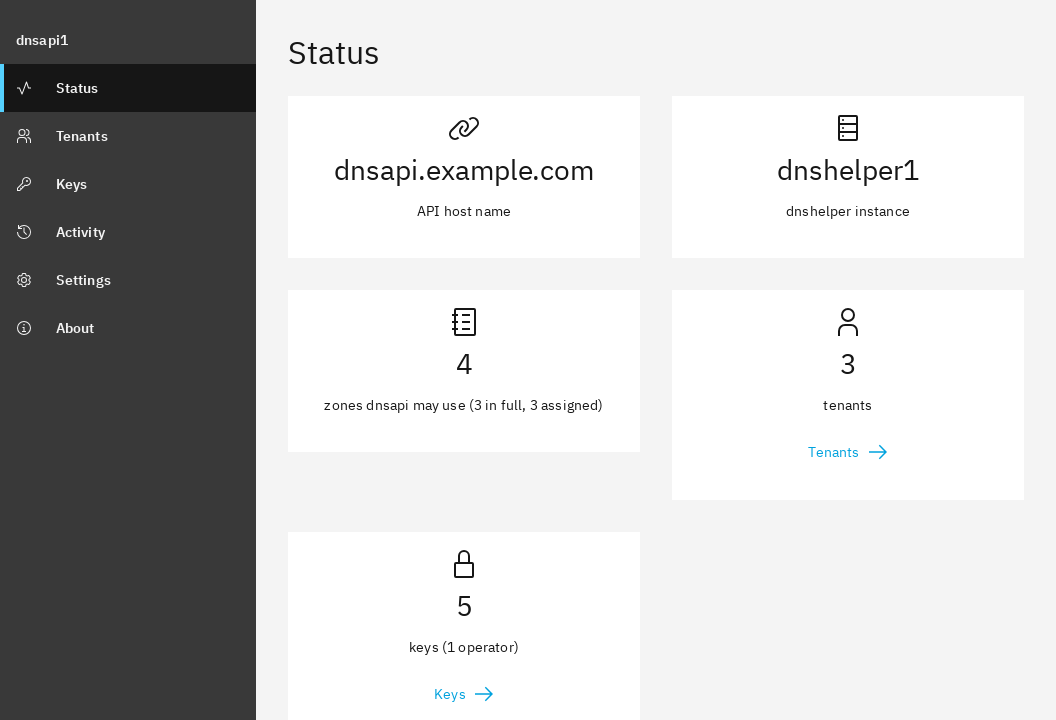 dnsapi1
Status
Tenants
Keys
Activity
Settings
About
Status
dnsapi.example.com
API host name
dnshelper1
dnshelper instance
4
zones dnsapi may use (3 in full, 3 assigned)
3
tenants
Tenants
5
keys (1 operator)
Keys